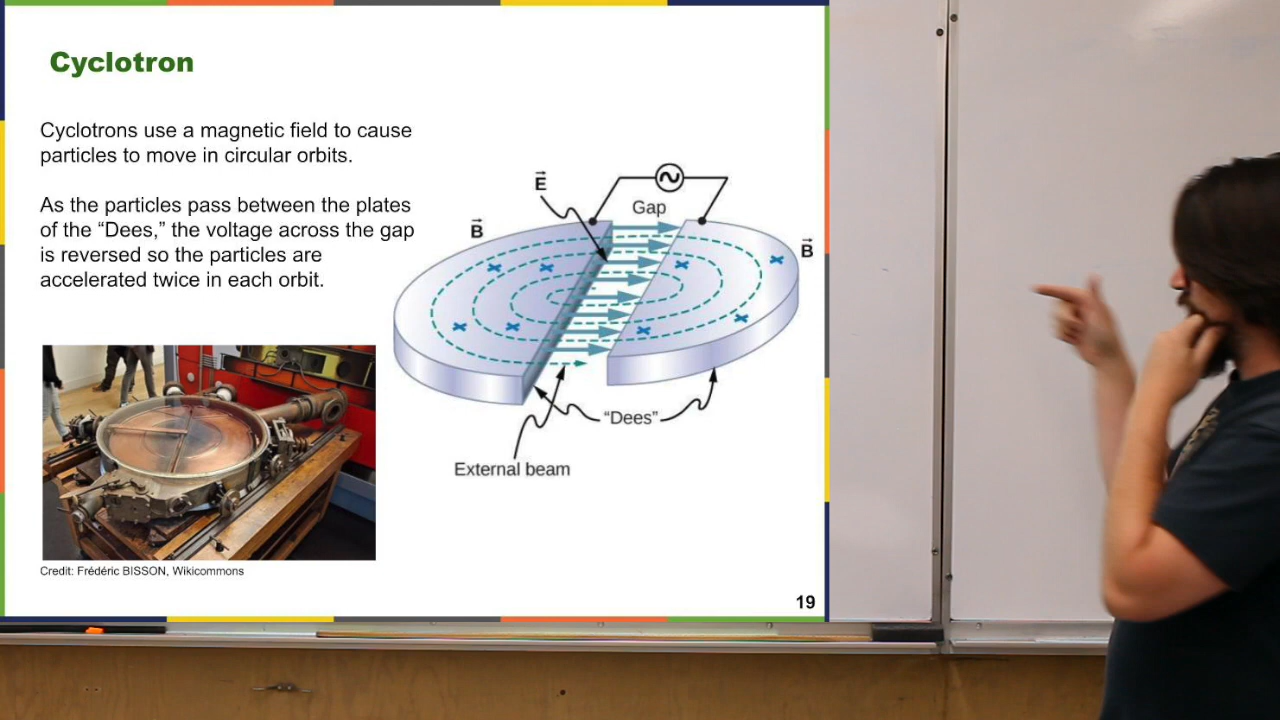 Cyclotron
Cyclotrons use a magnetic field to cause
particles to move in circular orbits.
As the particles pass between the plates
of the “Dees,” the voltage across the gap
is reversed so the particles are
accelerated twice in each orbit.
E
Gap
B
B
“Dees”
External beam
Credit: Frédéric BISSON, Wikicommons
19